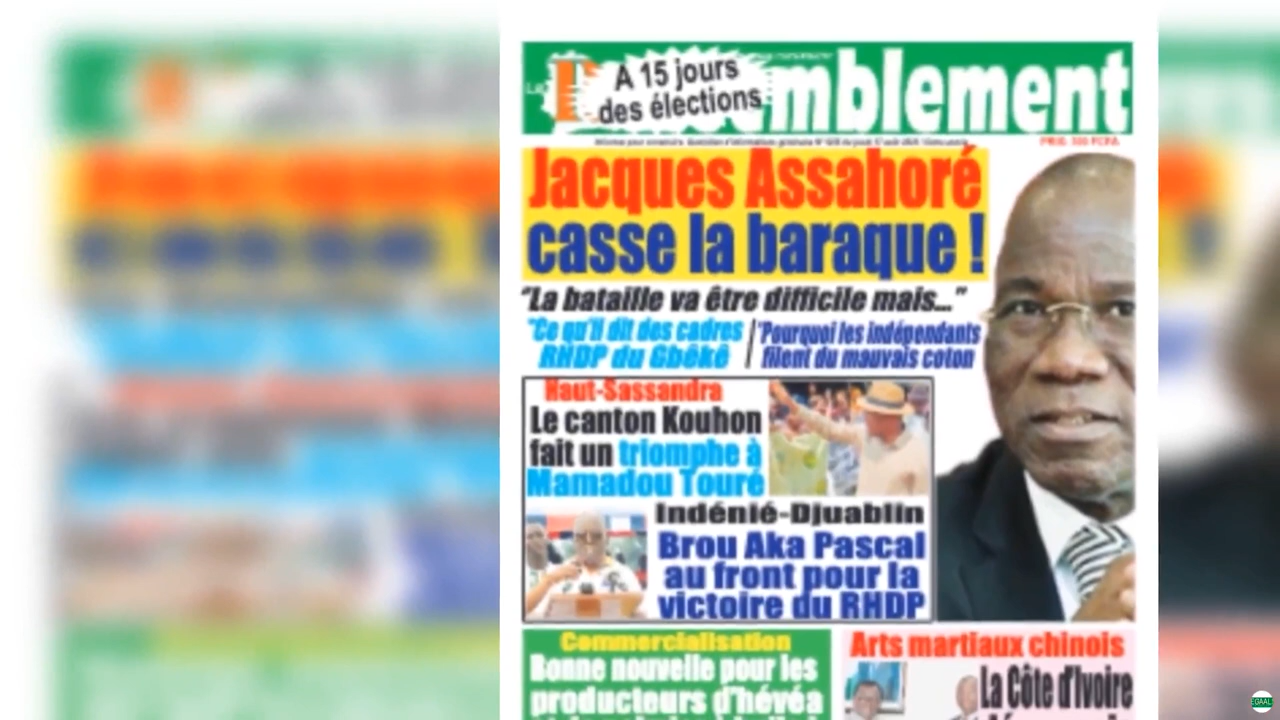 A 15 jours
des élections
mblement
PRIX: 300 FCFA
Jacques Assahoré
casse la baraque !
"La bataille va être difficile mais..."
"Ce qu'il dit des cadres
RHDP du Gbêkê
"Pourquoi les indépendants
filent du mauvais coton
Haut-Sassandra
Le canton Kouhon
fait un triomphe à
Mamadou Touré
Indénié-Djuablin
Brou Aka Pascal
au front pour la
victoire du RHDP
Commercialisation
Bonne nouvelle pour les
producteurs d'hévéa
Arts martiaux chinois
La Côte d'Ivoire